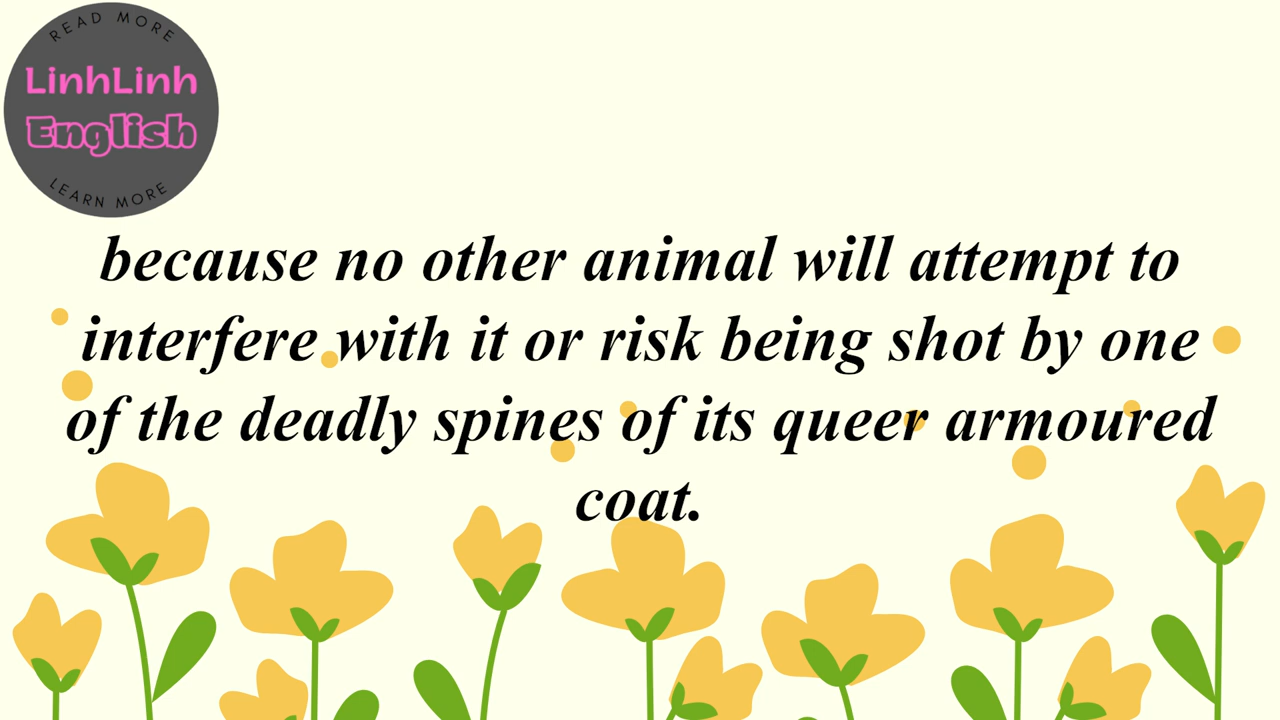 READ MORE
LinhLinh
English
LEARN MORE
because no other animal will attempt to
interfere with it or risk being shot by one
of the deadly spines of its queer armoured
coat.